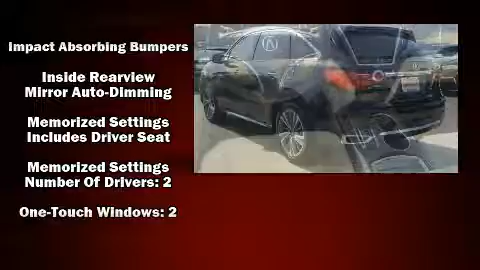 Impact Absorbing Bumpers
Inside Rearview
Mirror Auto-Dimming
Memorized Settings
Includes Driver Seat
Memorized Settings
Number Of Drivers: 2
One-Touch Windows: 2